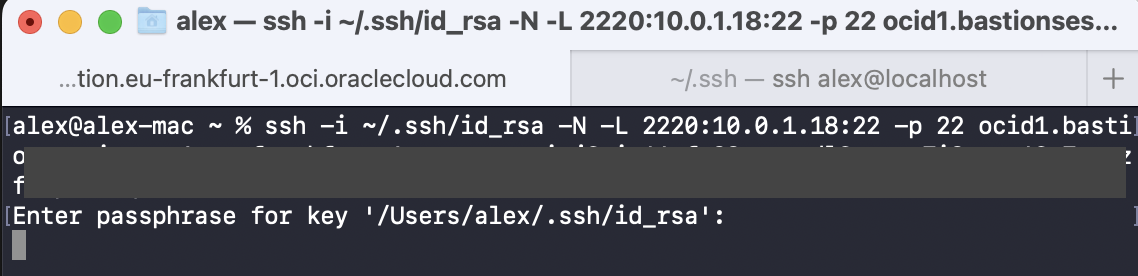 alex — ssh -i ~/.ssh/id_rsa -N -L 2220:10.0.1.18:22 -p 22 ocid1.bastionses...
...tion.eu-frankfurt-1.oci.oraclecloud.com
~/.ssh — ssh alex@localhost
+
[alex@alex-mac ~ % ssh -i ~/.ssh/id_rsa -N -L 2220:10.0.1.18:22 -p 22 ocid1.basti]
o z
f
[Enter passphrase for key '/Users/alex/.ssh/id_rsa': ]